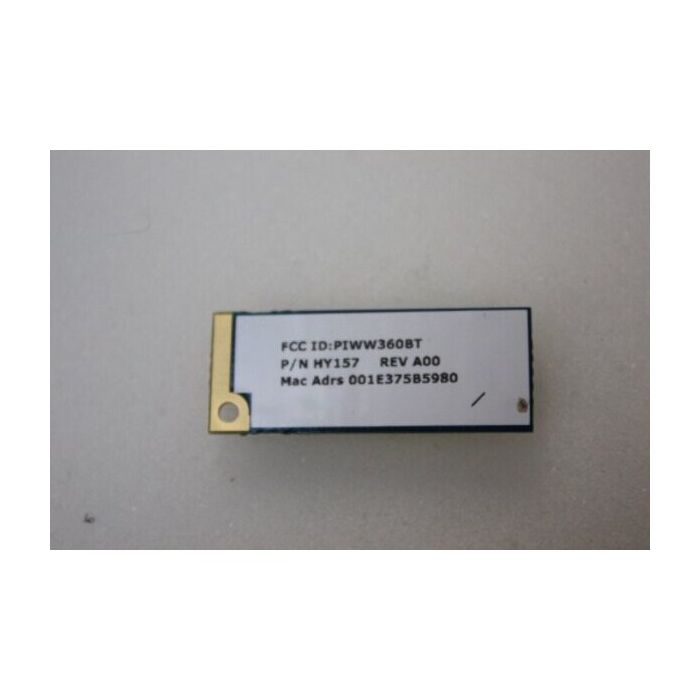 FCC ID:PIWW360BT
P/N HY157 REV A00
Mac Adrs 001E375B5980